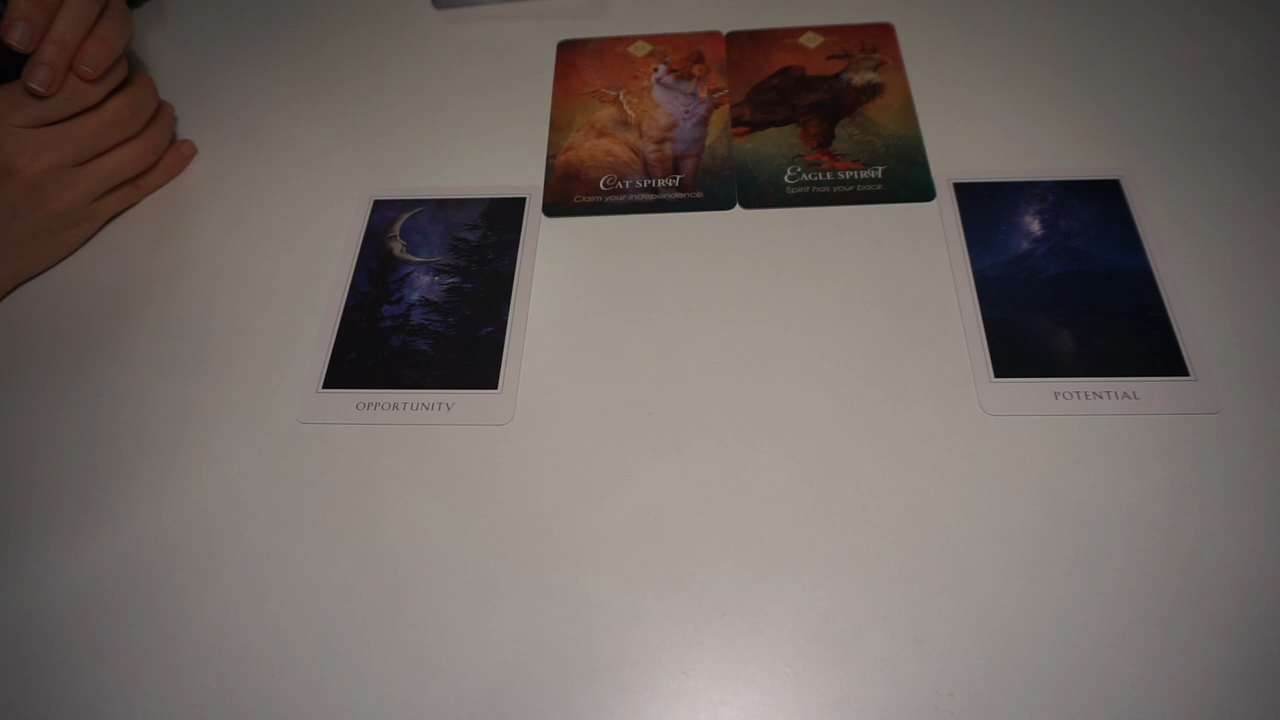 CAT SPIRIT
Claim your independence.
EAGLE SPIRIT
Spirit has your back.
OPPORTUNITY
POTENTIAL